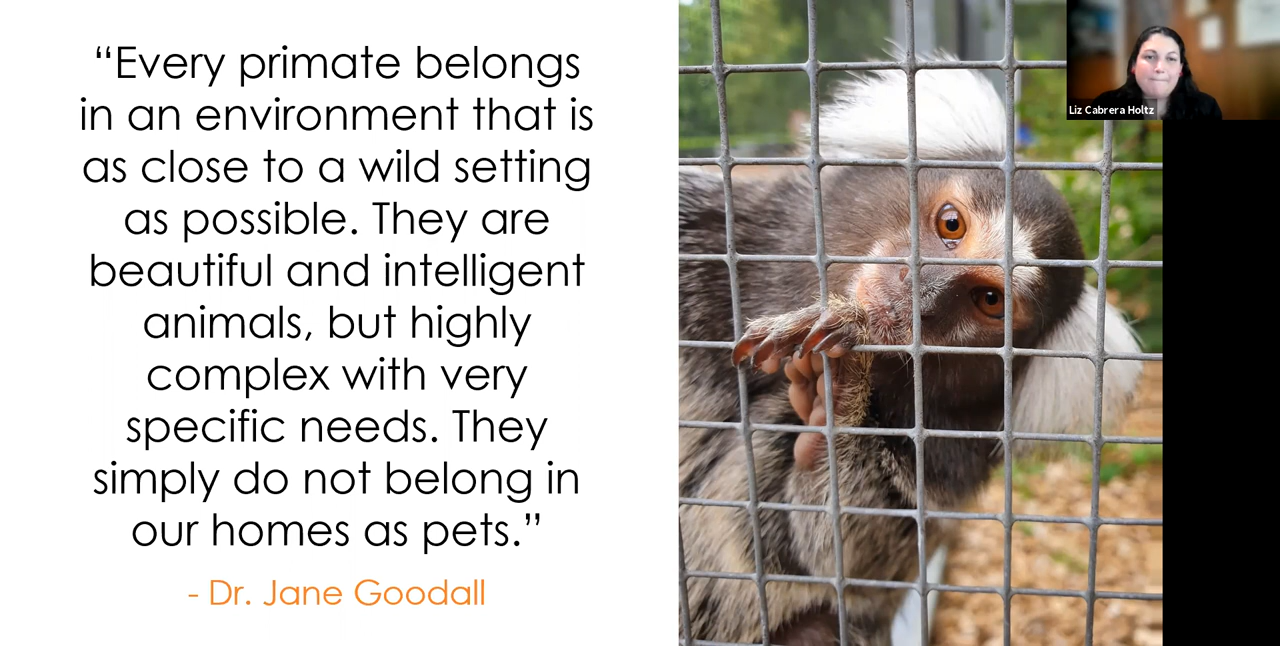 “Every primate belongs
in an environment that is
as close to a wild setting
as possible. They are
beautiful and intelligent
animals, but highly
complex with very
specific needs. They
simply do not belong in
our homes as pets.”
- Dr. Jane Goodall
Liz Cabrera Holtz